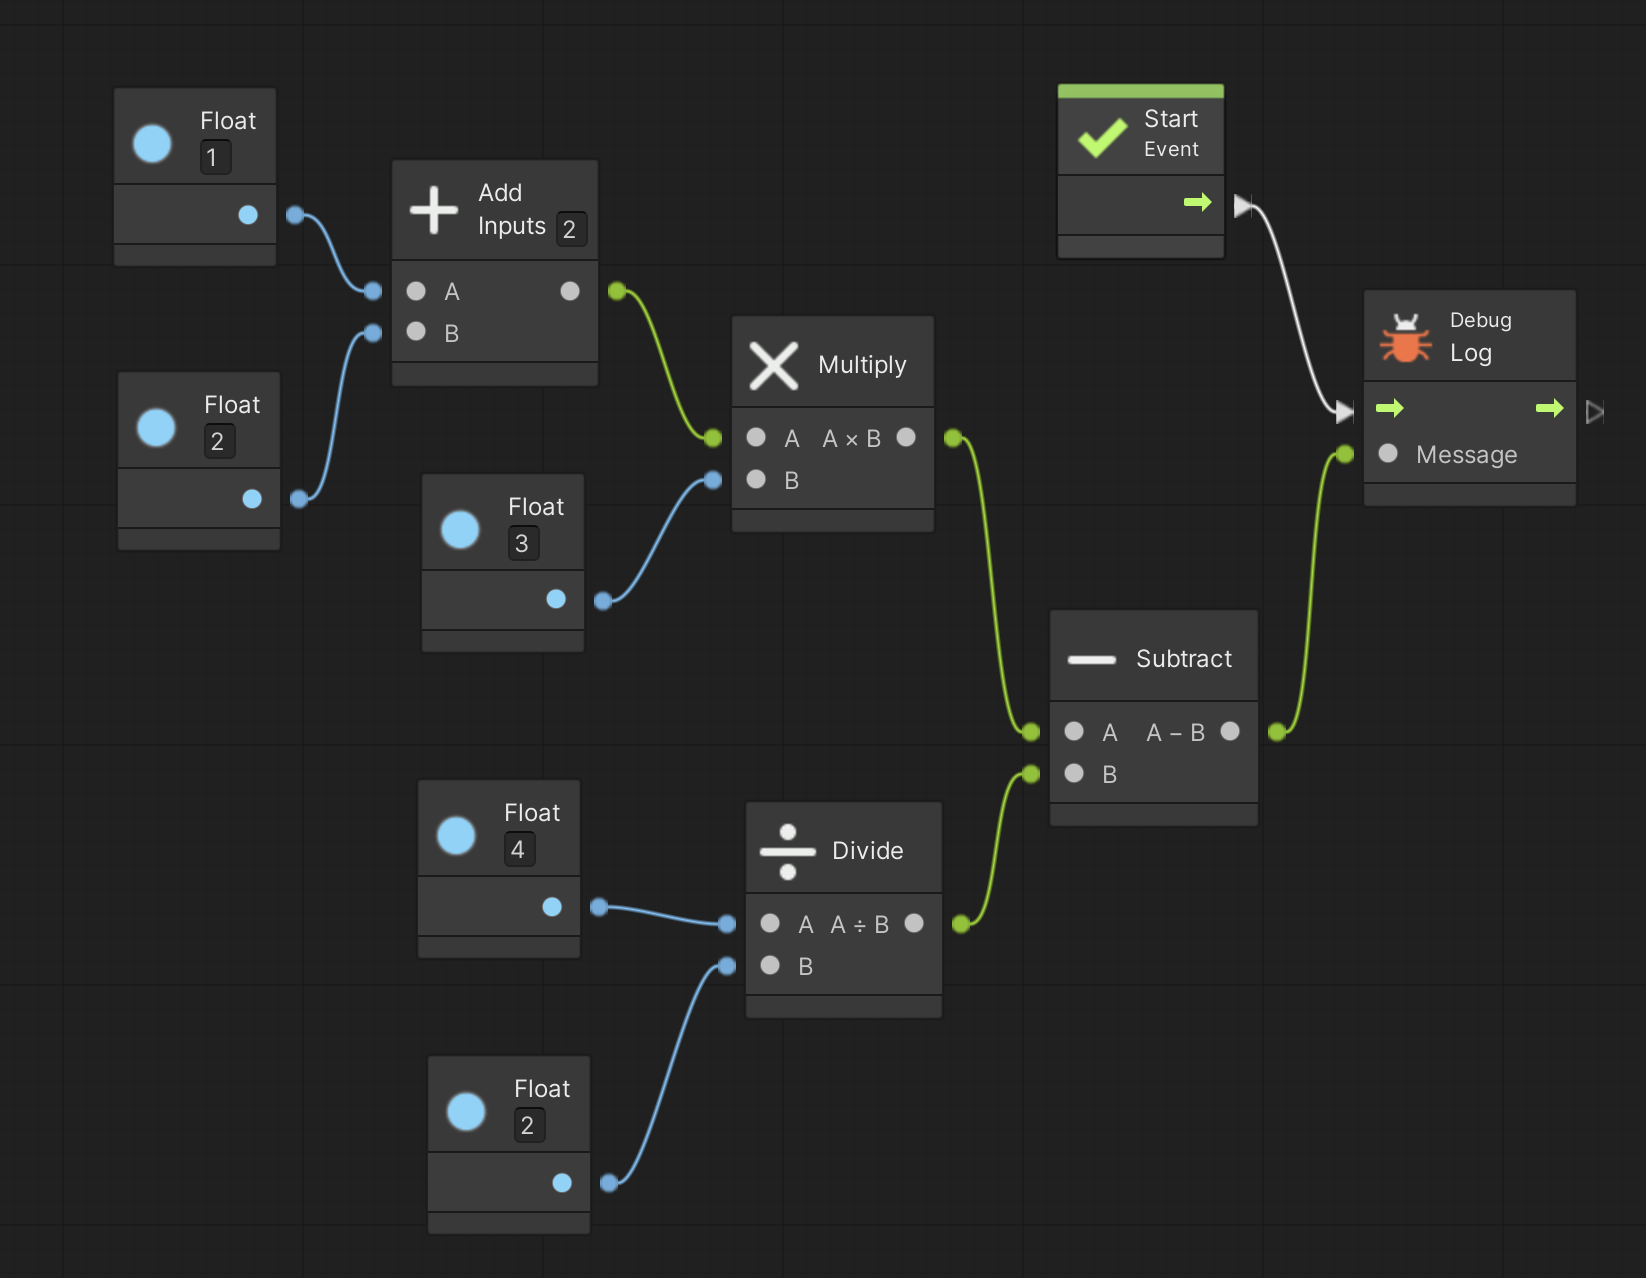 Float
1
Float
2
Add
Inputs 2
A
B
Float
3
Multiply
A A × B
B
Float
4
Float
2
Divide
A A ÷ B
B
Subtract
A A − B
B
Start
Event
Debug
Log
Message